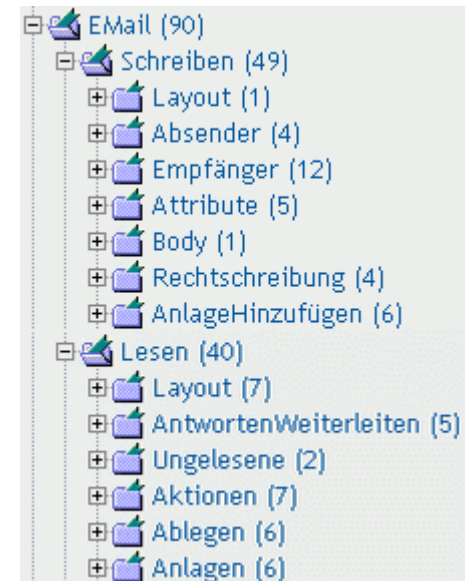 EMail (90)
Schreiben (49)
Layout (1)
Absender (4)
Empfänger (12)
Attribute (5)
Body (1)
Rechtschreibung (4)
AnlageHinzufügen (6)
Lesen (40)
Layout (7)
AntwortenWeiterleiten (5)
Ungelesene (2)
Aktionen (7)
Ablegen (6)
Anlagen (6)